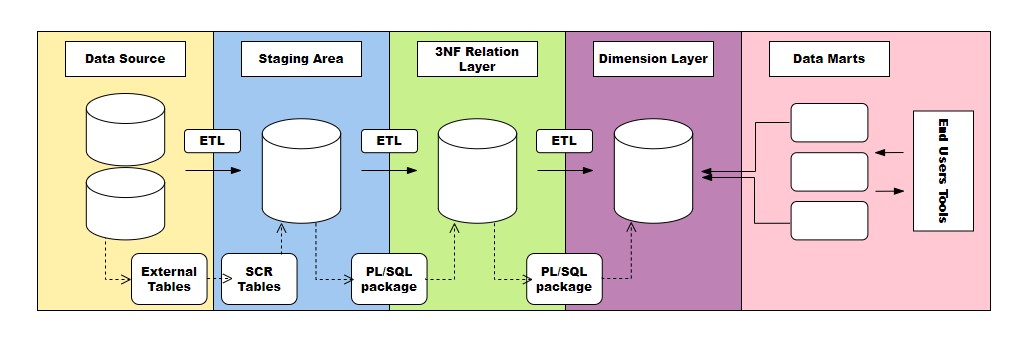 Data Source
Staging Area
3NF Relation
Layer
Dimension Layer
Data Marts
ETL
ETL
ETL
End Users Tools
External
Tables
SCR
Tables
PL/SQL
package
PL/SQL
package